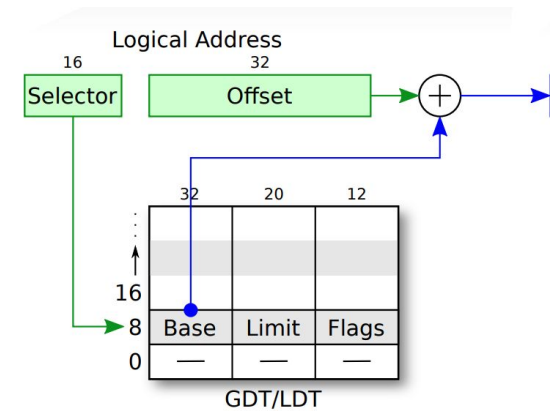 Logical Address
16 32
Selector Offset
32 20 12
16
8 Base Limit Flags
0 — — —
GDT/LDT